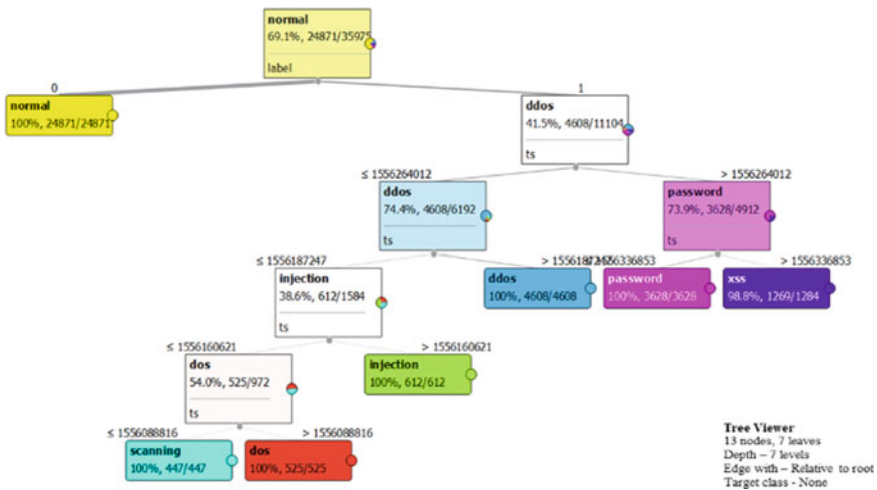 normal
69.1%, 24871/35975
label
0
1
normal
100%, 24871/24871
ddos
41.5%, 4608/11104
ts
≤ 1556264012
> 1556264012
ddos
74.4%, 4608/6192
ts
password
73.9%, 3628/4912
ts
≤ 1556187247
> 1556187247
≤ 1556336853
> 1556336853
injection
38.6%, 612/1584
ts
ddos
100%, 4608/4608
password
100%, 3628/3628
xss
98.8%, 1269/1284
≤ 1556160621
> 1556160621
dos
54.0%, 525/972
ts
injection
100%, 612/612
≤ 1556088816
> 1556088816
scanning
100%, 447/447
dos
100%, 525/525
Tree Viewer
13 nodes, 7 leaves
Depth – 7 levels
Edge with – Relative to root
Target class - None